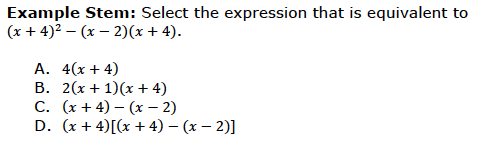 Example Stem: Select the expression that is equivalent to
(x + 4)² – (x – 2)(x + 4).
A. 4(x + 4)
B. 2(x + 1)(x + 4)
C. (x + 4) – (x – 2)
D. (x + 4)[(x + 4) – (x – 2)]